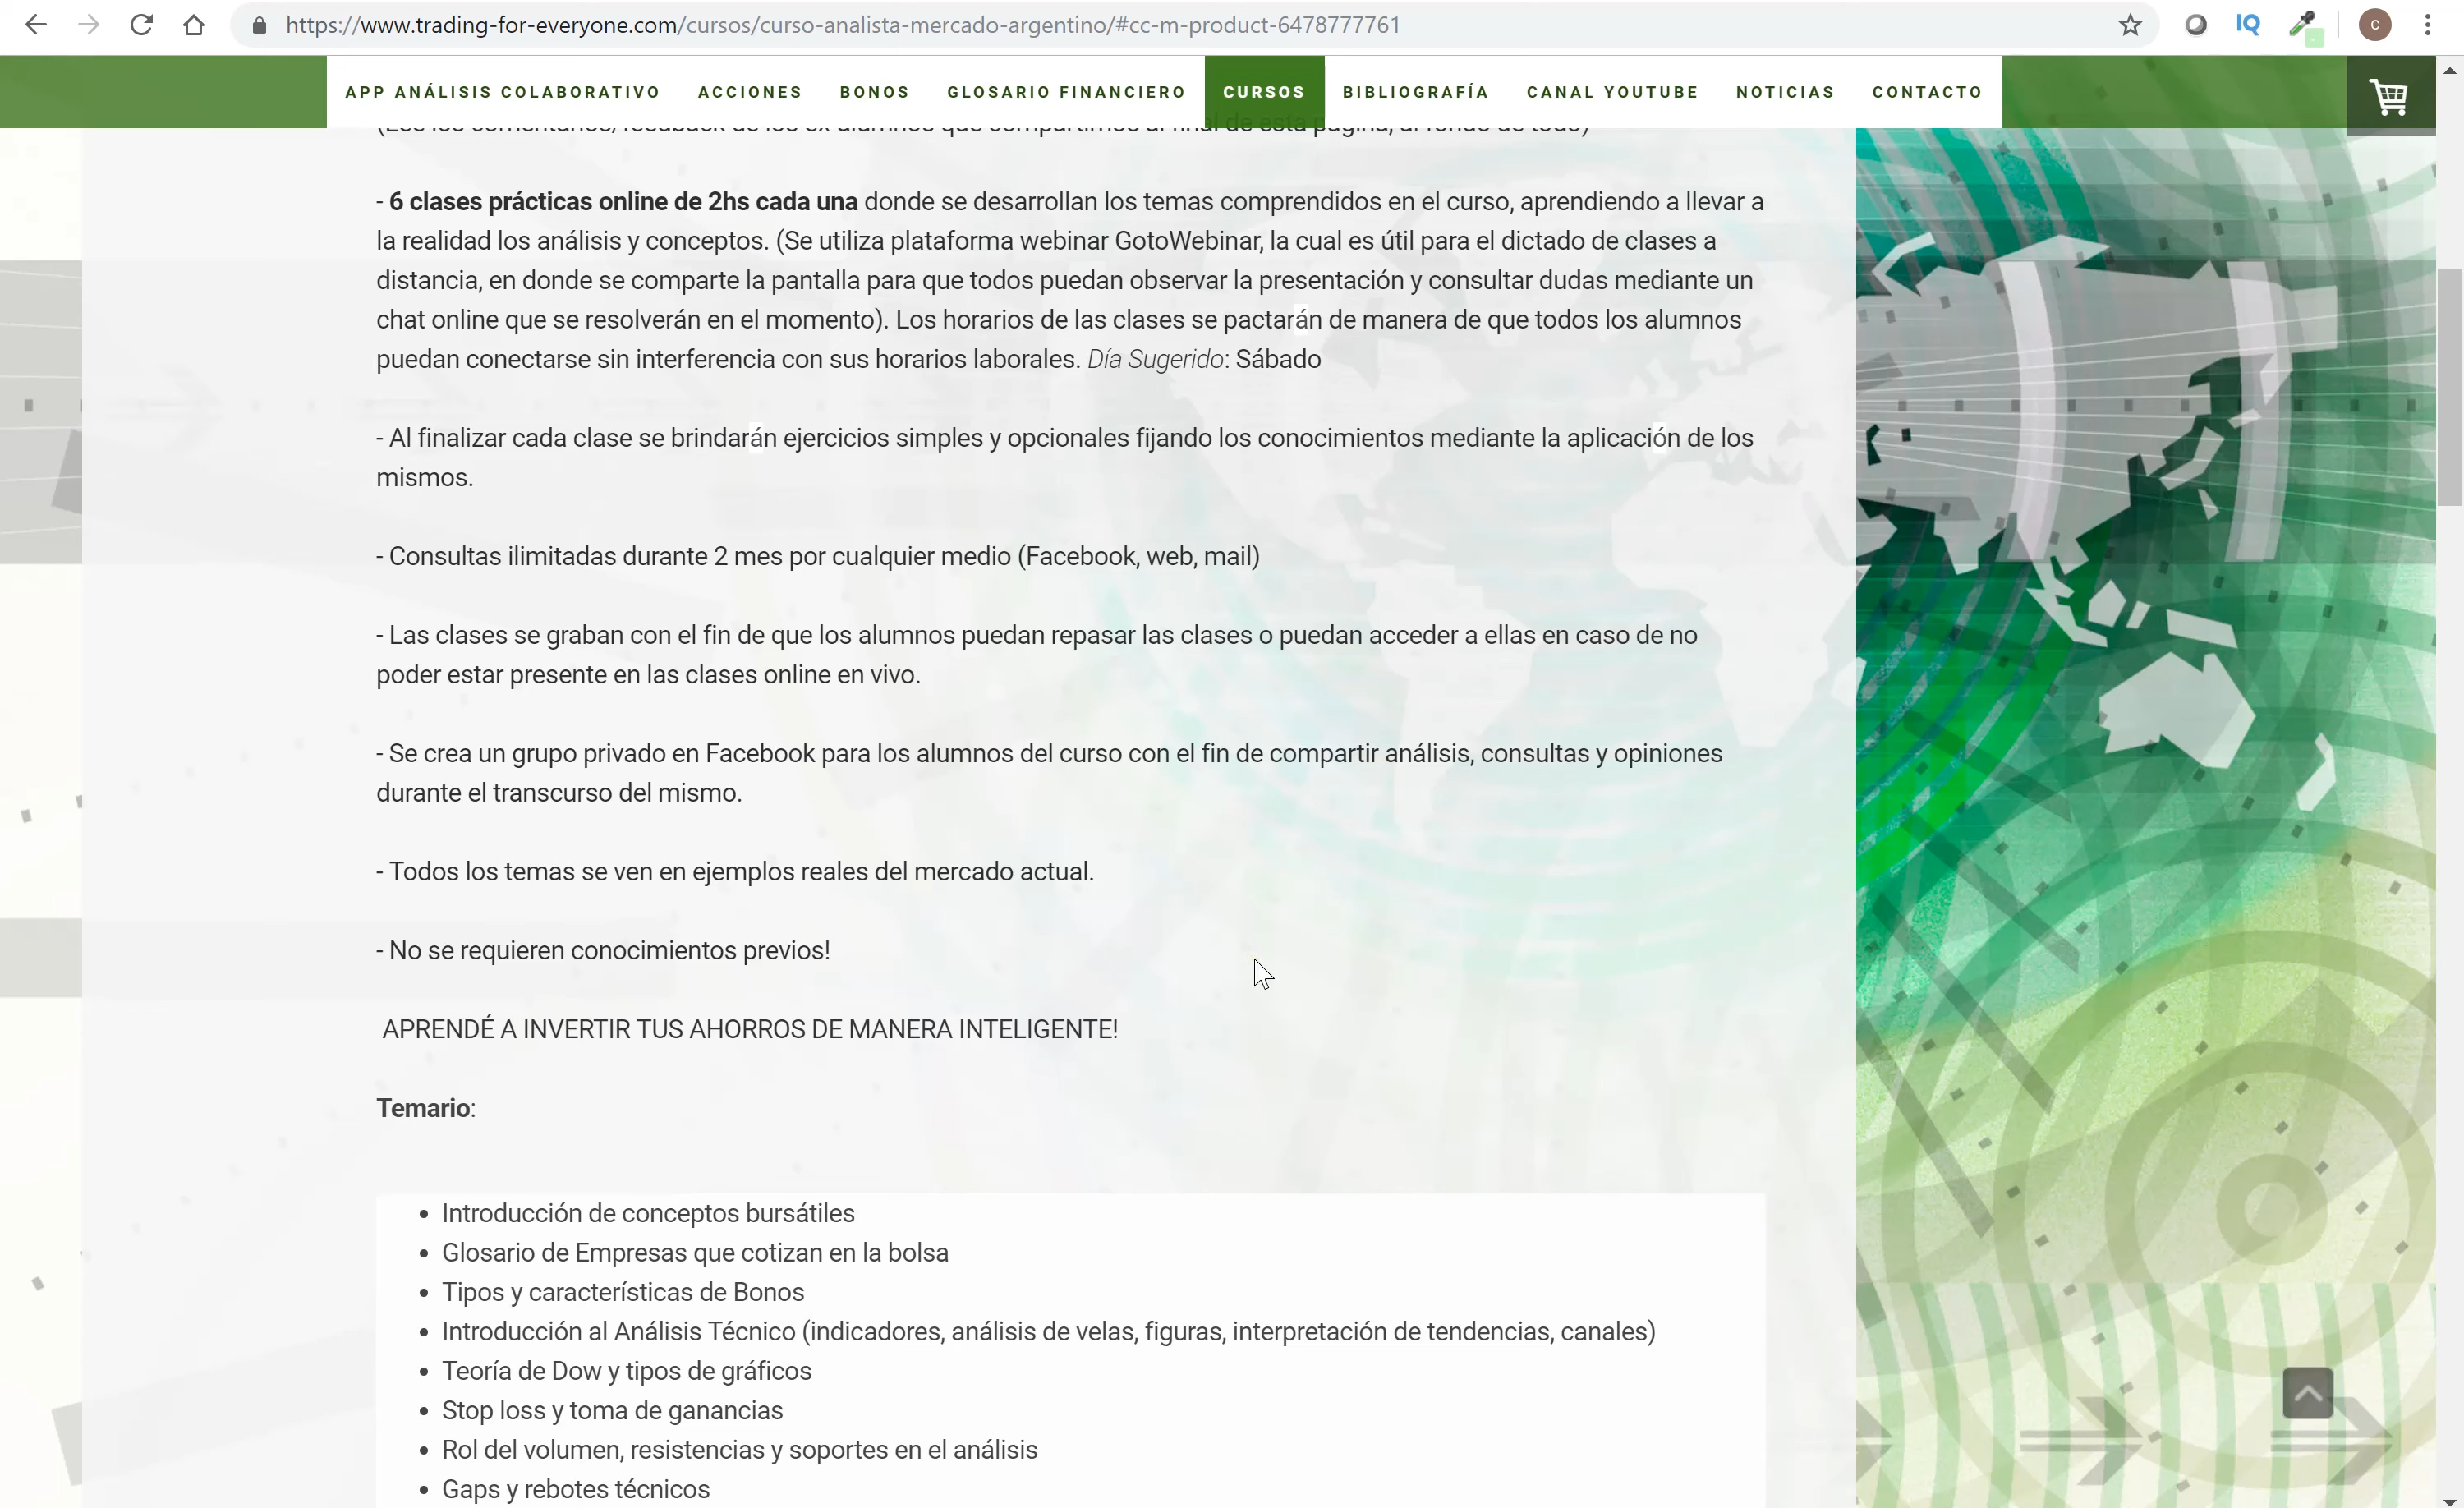 https://www.trading-for-everyone.com/cursos/curso-analista-mercado-argentino/#cc-m-product-6478777761
IQ
C
APP ANÁLISIS COLABORATIVO ACCIONES BONOS GLOSARIO FINANCIERO CURSOS BIBLIOGRAFÍA CANAL YOUTUBE NOTICIAS CONTACTO
- 6 clases prácticas online de 2hs cada una donde se desarrollan los temas comprendidos en el curso, aprendiendo a llevar a
la realidad los análisis y conceptos. (Se utiliza plataforma webinar GotoWebinar, la cual es útil para el dictado de clases a
distancia, en donde se comparte la pantalla para que todos puedan observar la presentación y consultar dudas mediante un
chat online que se resolverán en el momento). Los horarios de las clases se pactarán de manera de que todos los alumnos
puedan conectarse sin interferencia con sus horarios laborales. Día Sugerido: Sábado
- Al finalizar cada clase se brindarán ejercicios simples y opcionales fijando los conocimientos mediante la aplicación de los
mismos.
- Consultas ilimitadas durante 2 mes por cualquier medio (Facebook, web, mail)
- Las clases se graban con el fin de que los alumnos puedan repasar las clases o puedan acceder a ellas en caso de no
poder estar presente en las clases online en vivo.
- Se crea un grupo privado en Facebook para los alumnos del curso con el fin de compartir análisis, consultas y opiniones
durante el transcurso del mismo.
- Todos los temas se ven en ejemplos reales del mercado actual.
- No se requieren conocimientos previos!
APRENDÉ A INVERTIR TUS AHORROS DE MANERA INTELIGENTE!
Temario:
• Introducción de conceptos bursátiles
• Glosario de Empresas que cotizan en la bolsa
• Tipos y características de Bonos
• Introducción al Análisis Técnico (indicadores, análisis de velas, figuras, interpretación de tendencias, canales)
• Teoría de Dow y tipos de gráficos
• Stop loss y toma de ganancias
• Rol del volumen, resistencias y soportes en el análisis
• Gaps y rebotes técnicos